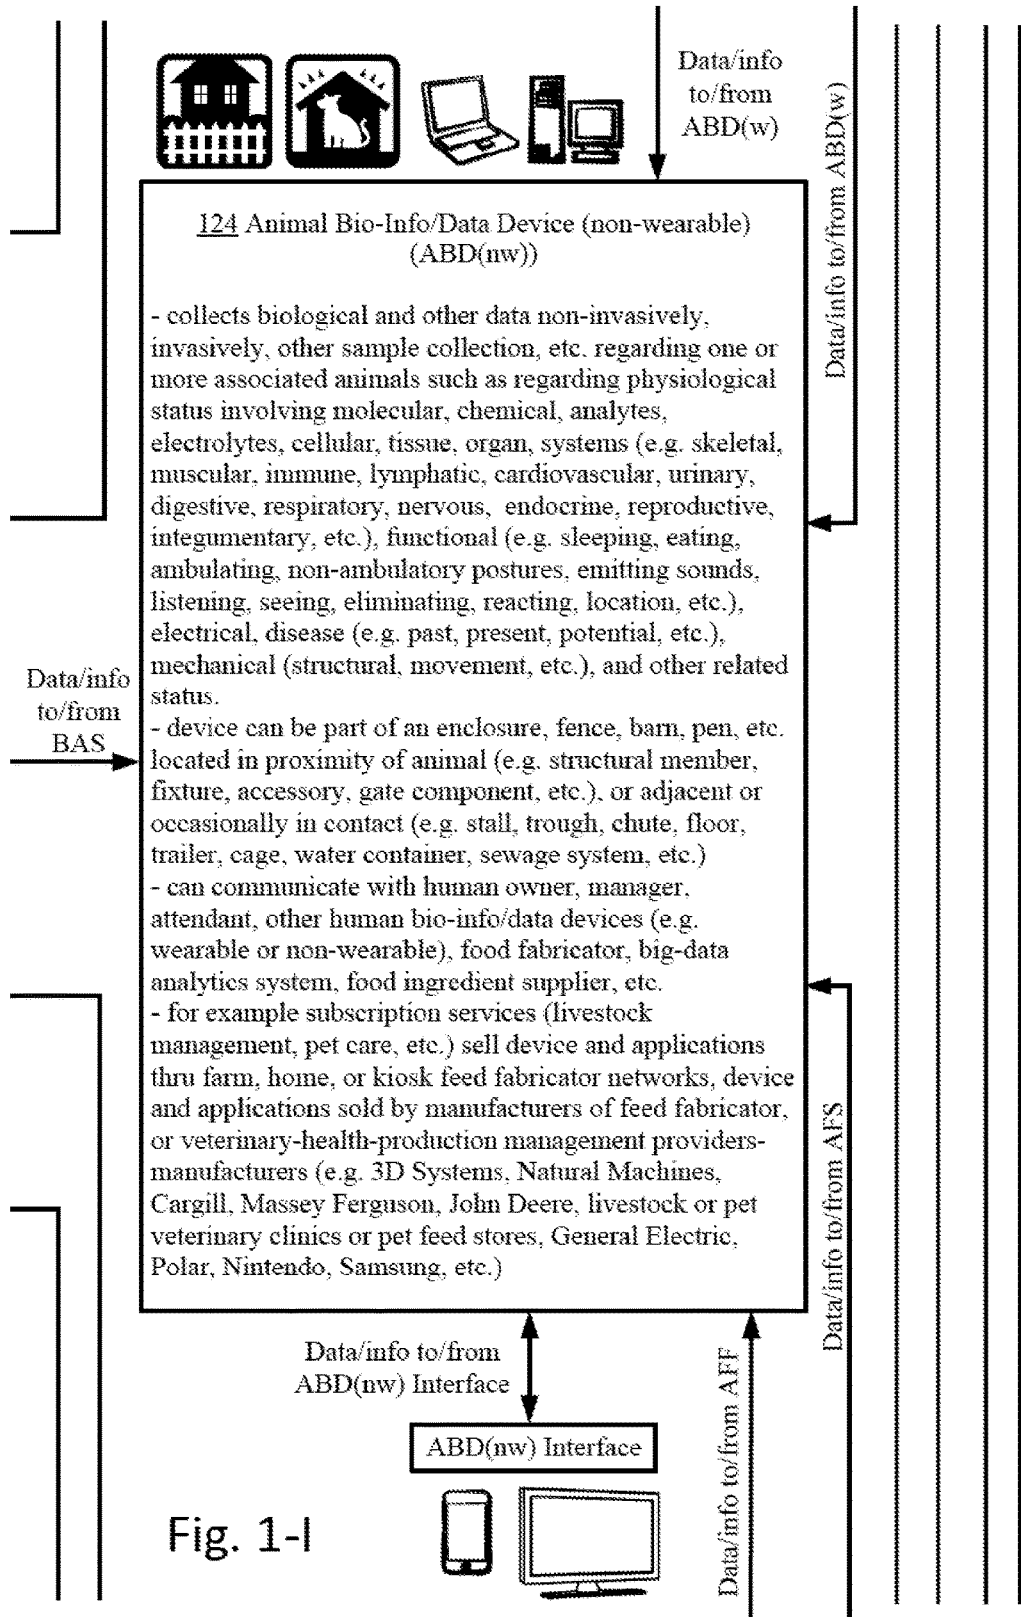 Data/info
to/from
ABD(w)
Data/info to/from ABD(w)
124 Animal Bio-Info/Data Device (non-wearable)
(ABD(nw))
- collects biological and other data non-invasively,
invasively, other sample collection, etc. regarding one or
more associated animals such as regarding physiological
status involving molecular, chemical, analytes,
electrolytes, cellular, tissue, organ, systems (e.g. skeletal,
muscular, immune, lymphatic, cardiovascular, urinary,
digestive, respiratory, nervous, endocrine, reproductive,
integumentary, etc.), functional (e.g. sleeping, eating,
ambulating, non-ambulatory postures, emitting sounds,
listening, seeing, eliminating, reacting, location, etc.),
electrical, disease (e.g. past, present, potential, etc.),
mechanical (structural, movement, etc.), and other related
status.
Data/info
to/from
BAS
- device can be part of an enclosure, fence, barn, pen, etc.
located in proximity of animal (e.g. structural member,
fixture, accessory, gate component, etc.), or adjacent or
occasionally in contact (e.g. stall, trough, chute, floor,
trailer, cage, water container, sewage system, etc.)
- can communicate with human owner, manager,
attendant, other human bio-info/data devices (e.g.
wearable or non-wearable), food fabricator, big-data
analytics system, food ingredient supplier, etc.
- for example subscription services (livestock
management, pet care, etc.) sell device and applications
thru farm, home, or kiosk feed fabricator networks, device
and applications sold by manufacturers of feed fabricator,
or veterinary-health-production management providers-
manufacturers (e.g. 3D Systems, Natural Machines,
Cargill, Massey Ferguson, John Deere, livestock or pet
veterinary clinics or pet feed stores, General Electric,
Polar, Nintendo, Samsung, etc.)
Data/info to/from AFS
Data/info to/from
ABD(nw) Interface
Data/info to/from AFF
ABD(nw) Interface
Fig. 1-I